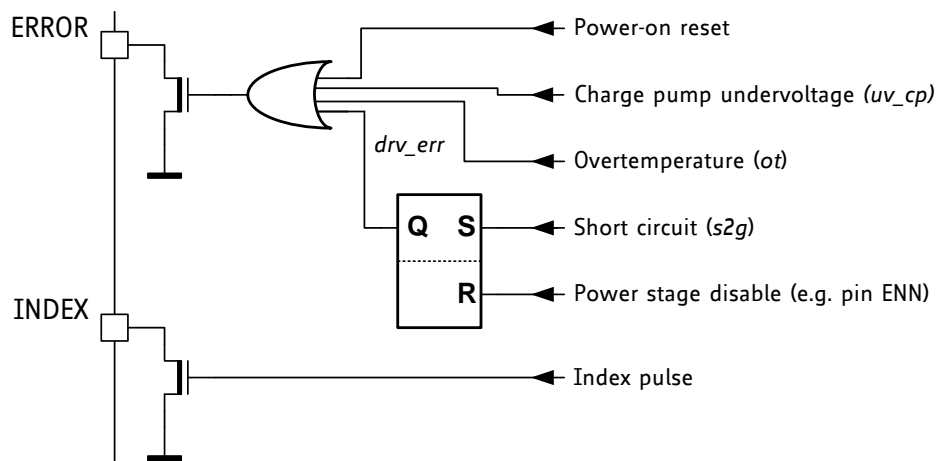 ERROR
Power-on reset
Charge pump undervoltage (uv_cp)
drv_err
Overtemperature (ot)
Q S
Short circuit (s2g)
R
Power stage disable (e.g. pin ENN)
INDEX
Index pulse